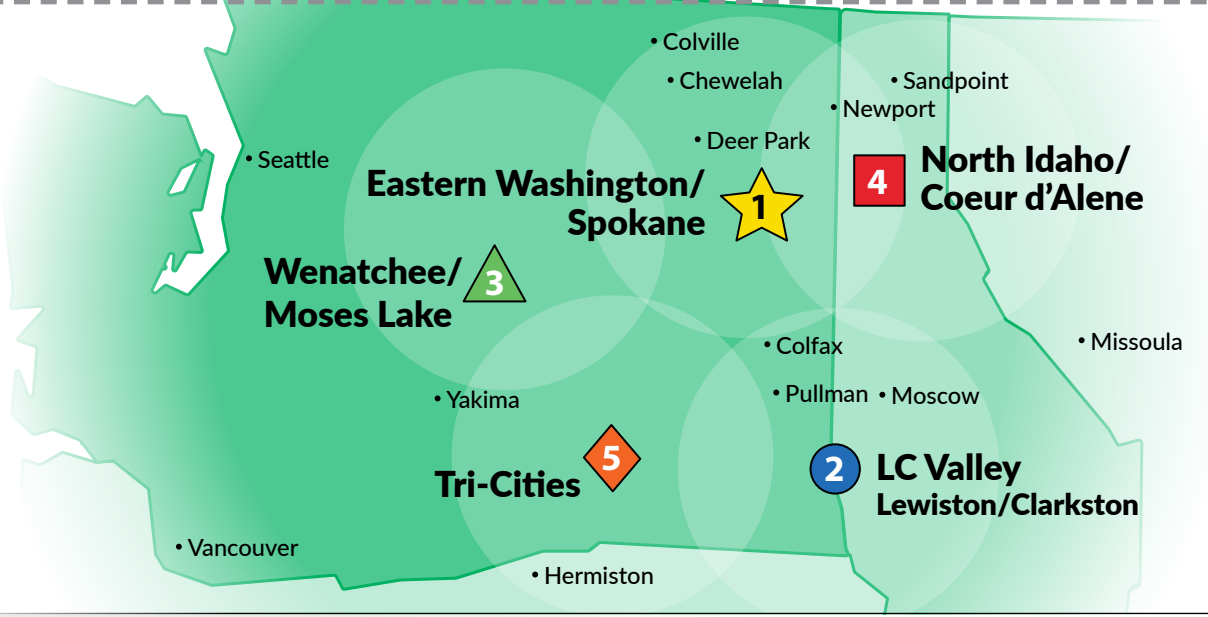 • Colville
• Chewelah
• Sandpoint
• Newport
• Deer Park
• Seattle
Eastern Washington/
Spokane
1
4
North Idaho/
Coeur d’Alene
Wenatchee/
Moses Lake
3
• Colfax
• Missoula
• Yakima
• Pullman
• Moscow
Tri-Cities
5
2
LC Valley
Lewiston/Clarkston
• Vancouver
• Hermiston